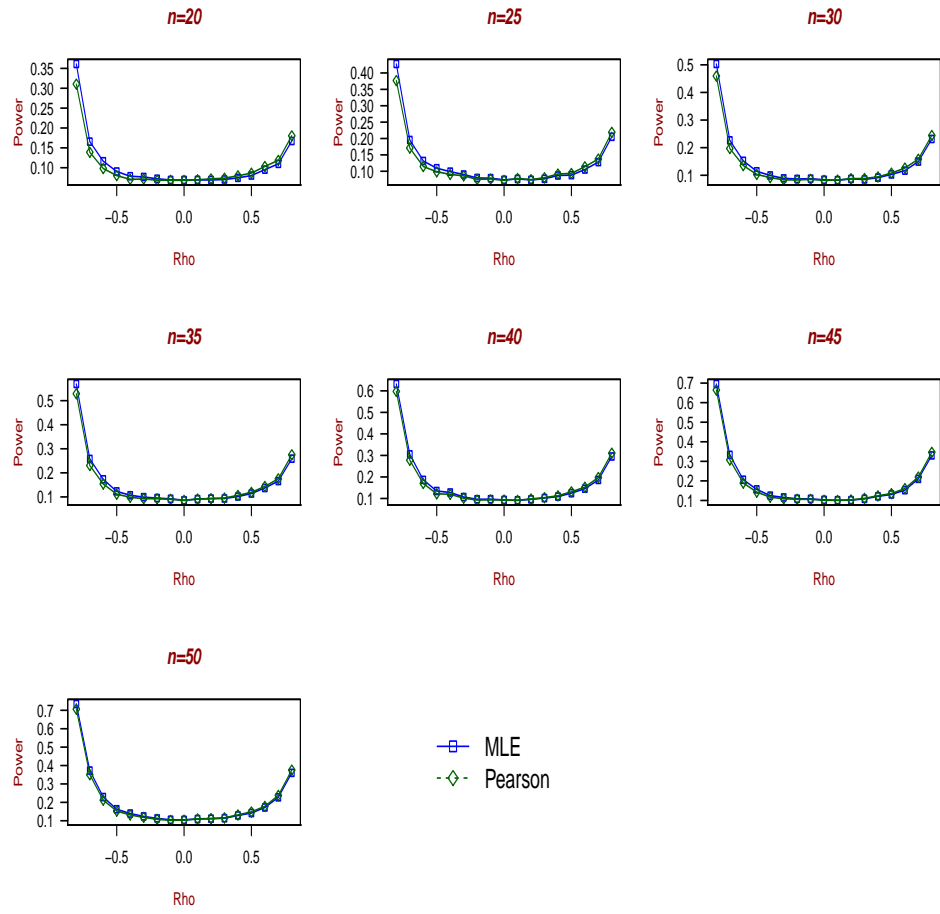 n=20
n=25
n=30
Power
0.35
0.30
0.25
0.20
0.15
0.10
−0.5
0.0
0.5
Rho
Power
0.40
0.35
0.30
0.25
0.20
0.15
0.10
−0.5
0.0
0.5
Rho
Power
0.5
0.4
0.3
0.2
0.1
−0.5
0.0
0.5
Rho
n=35
n=40
n=45
Power
0.5
0.4
0.3
0.2
0.1
−0.5
0.0
0.5
Rho
Power
0.6
0.5
0.4
0.3
0.2
0.1
−0.5
0.0
0.5
Rho
Power
0.7
0.6
0.5
0.4
0.3
0.2
0.1
−0.5
0.0
0.5
Rho
n=50
Power
0.7
0.6
0.5
0.4
0.3
0.2
0.1
−0.5
0.0
0.5
Rho
MLE
Pearson